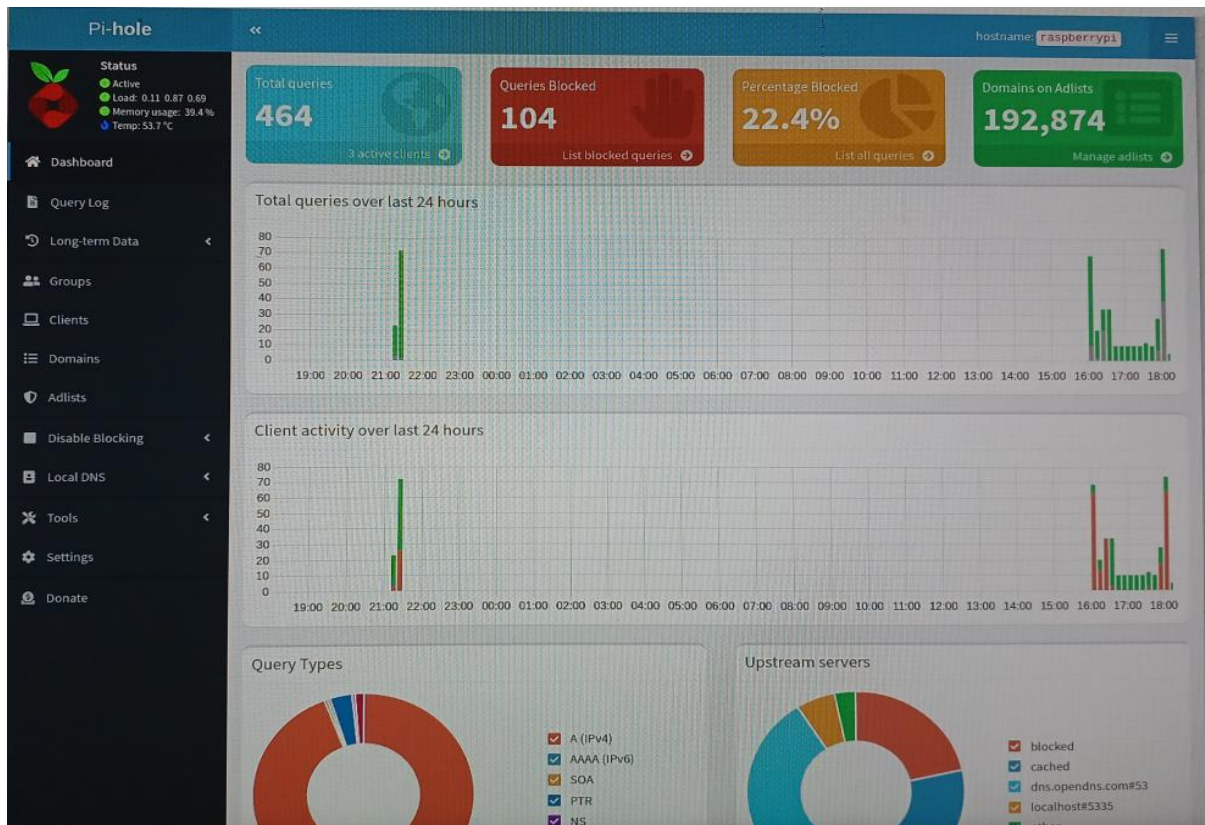 Pi-hole
hostname: raspberrypi
Status
Active
Load: 0.11 0.87 0.69
Memory usage: 39.4 %
Temp: 53.7 °C
Dashboard
Query Log
Long-term Data
Groups
Clients
Domains
Adlists
Disable Blocking
Local DNS
Tools
Settings
Donate
Total queries
464
3 active clients
Queries Blocked
104
List blocked queries
Percentage Blocked
22.4%
List all queries
Domains on Adlists
192,874
Manage adlists
Total queries over last 24 hours
80
70
60
50
40
30
20
10
0
19:00 20:00 21:00 22:00 23:00 00:00 01:00 02:00 03:00 04:00 05:00 06:00 07:00 08:00 09:00 10:00 11:00 12:00 13:00 14:00 15:00 16:00 17:00 18:00
Client activity over last 24 hours
80
70
60
50
40
30
20
10
0
19:00 20:00 21:00 22:00 23:00 00:00 01:00 02:00 03:00 04:00 05:00 06:00 07:00 08:00 09:00 10:00 11:00 12:00 13:00 14:00 15:00 16:00 17:00 18:00
Query Types
A (IPv4)
AAAA (IPv6)
SOA
PTR
NS
Upstream servers
blocked
cached
dns.opendns.com#53
localhost#5335